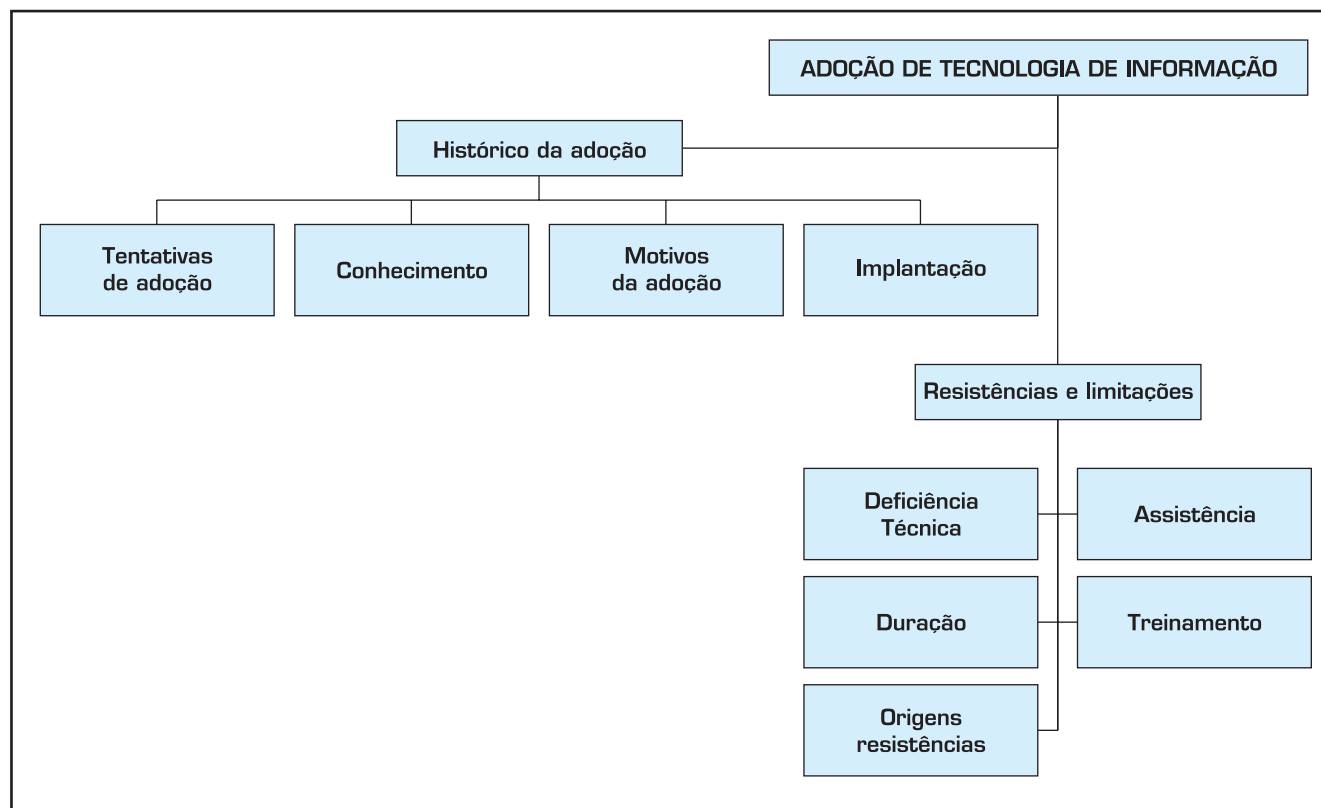 ADOÇÃO DE TECNOLOGIA DE INFORMAÇÃO
Histórico da adoção
Tentativas
de adoção
Conhecimento
Motivos
da adoção
Implantação
Resistências e limitações
Deficiência
Técnica
Assistência
Duração
Treinamento
Origens
resistências